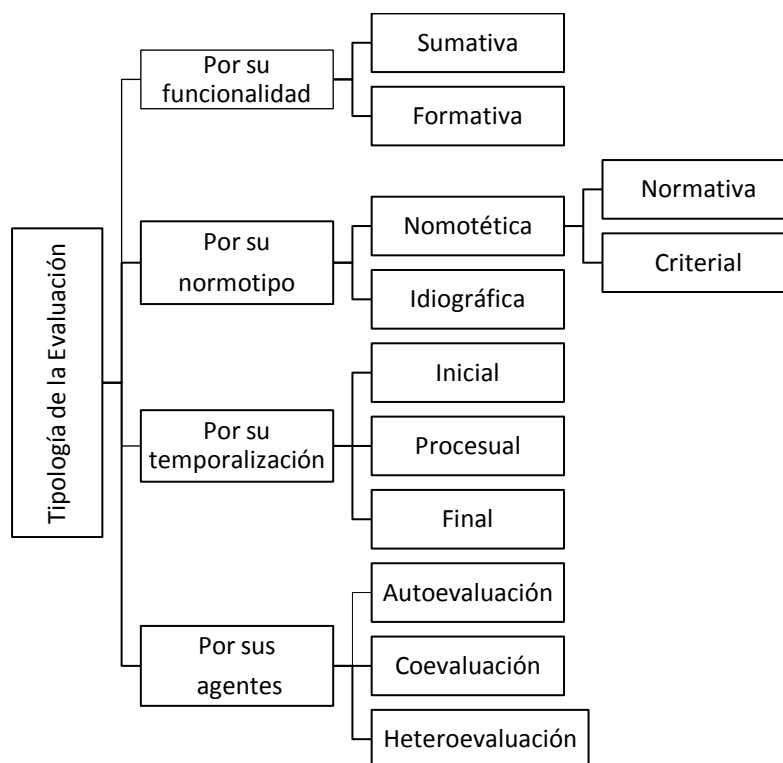 Tipología de la Evaluación
Por su
funcionalidad
Sumativa
Formativa
Por su
normotipo
Nomotética
Normativa
Criterial
Idiográfica
Por su
temporalización
Inicial
Procesual
Final
Por sus
agentes
Autoevaluación
Coevaluación
Heteroevaluación